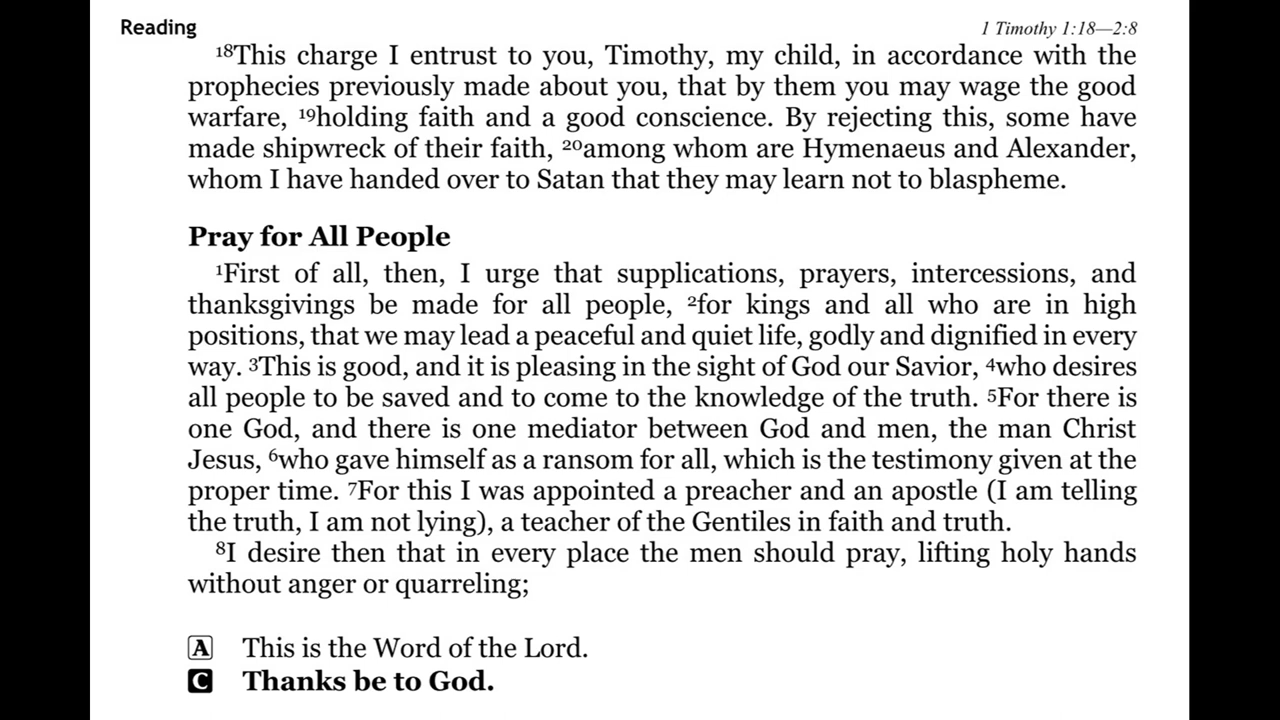 Reading
1 Timothy 1:18—2:8
18This charge I entrust to you, Timothy, my child, in accordance with the
prophecies previously made about you, that by them you may wage the good
warfare, 19holding faith and a good conscience. By rejecting this, some have
made shipwreck of their faith, 20among whom are Hymenaeus and Alexander,
whom I have handed over to Satan that they may learn not to blaspheme.
Pray for All People
1First of all, then, I urge that supplications, prayers, intercessions, and
thanksgivings be made for all people, 2for kings and all who are in high
positions, that we may lead a peaceful and quiet life, godly and dignified in every
way. 3This is good, and it is pleasing in the sight of God our Savior, 4who desires
all people to be saved and to come to the knowledge of the truth. 5For there is
one God, and there is one mediator between God and men, the man Christ
Jesus, 6who gave himself as a ransom for all, which is the testimony given at the
proper time. 7For this I was appointed a preacher and an apostle (I am telling
the truth, I am not lying), a teacher of the Gentiles in faith and truth.
8I desire then that in every place the men should pray, lifting holy hands
without anger or quarreling;
A This is the Word of the Lord.
C Thanks be to God.